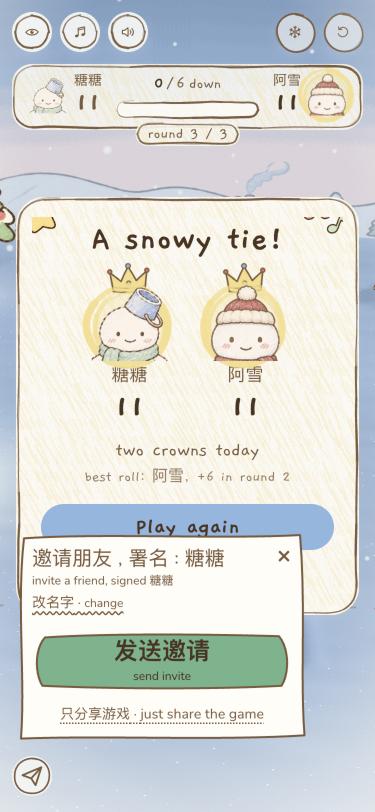 糖糖
11
0/6 down
阿雪
11
round 3 / 3
A snowy tie!
糖糖
阿雪
11
11
two crowns today
best roll: 阿雪, +6 in round 2
Play again
邀请朋友，署名：糖糖
×
invite a friend, signed 糖糖
改名字 · change
发送邀请
send invite
只分享游戏 · just share the game